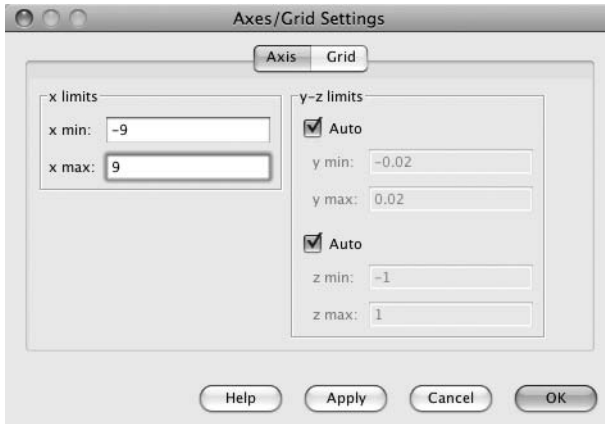 Axes/Grid Settings
Axis Grid
x limits
x min: -9
x max: 9
y-z limits
Auto
y min: -0.02
y max: 0.02
Auto
z min: -1
z max: 1
Help Apply Cancel OK